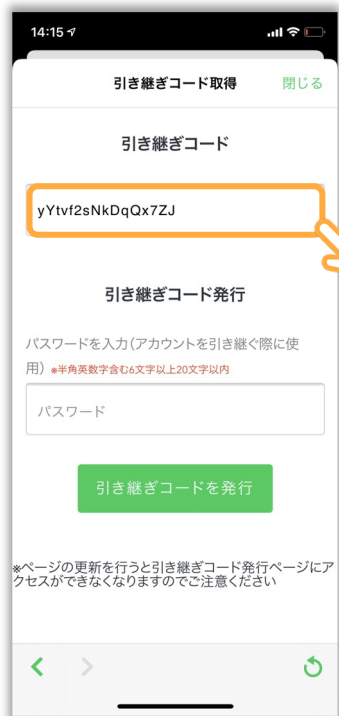 14:15
引き継ぎコード取得 閉じる
引き継ぎコード
yYtvf2sNkDqQx7ZJ
引き継ぎコード発行
パスワードを入力(アカウントを引き継ぐ際に使
用) ※半角英数字含む6文字以上20文字以内
パスワード
引き継ぎコードを発行
※ページの更新を行うと引き継ぎコード発行ページにア
クセスができなくなりますのでご注意ください